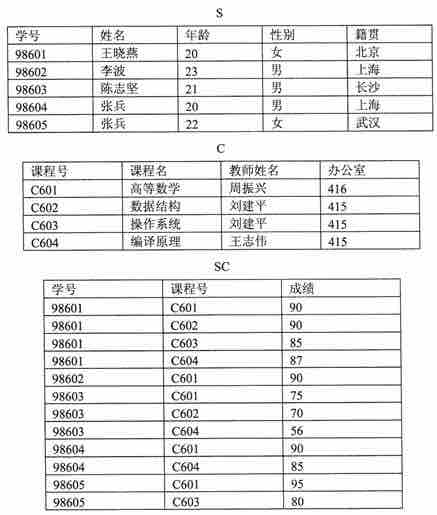 S
学号 姓名 年龄 性别 籍贯
98601 王晓燕 20 女 北京
98602 李波 23 男 上海
98603 陈志坚 21 男 长沙
98604 张兵 20 男 上海
98605 张兵 22 女 武汉
C
课程号 课程名 教师姓名 办公室
C601 高等数学 周振兴 416
C602 数据结构 刘建平 415
C603 操作系统 刘建平 415
C604 编译原理 王志伟 415
SC
学号 课程号 成绩
98601 C601 90
98601 C602 90
98601 C603 85
98601 C604 87
98602 C601 90
98603 C601 75
98603 C602 70
98603 C604 56
98604 C601 90
98604 C604 85
98605 C601 95
98605 C603 80